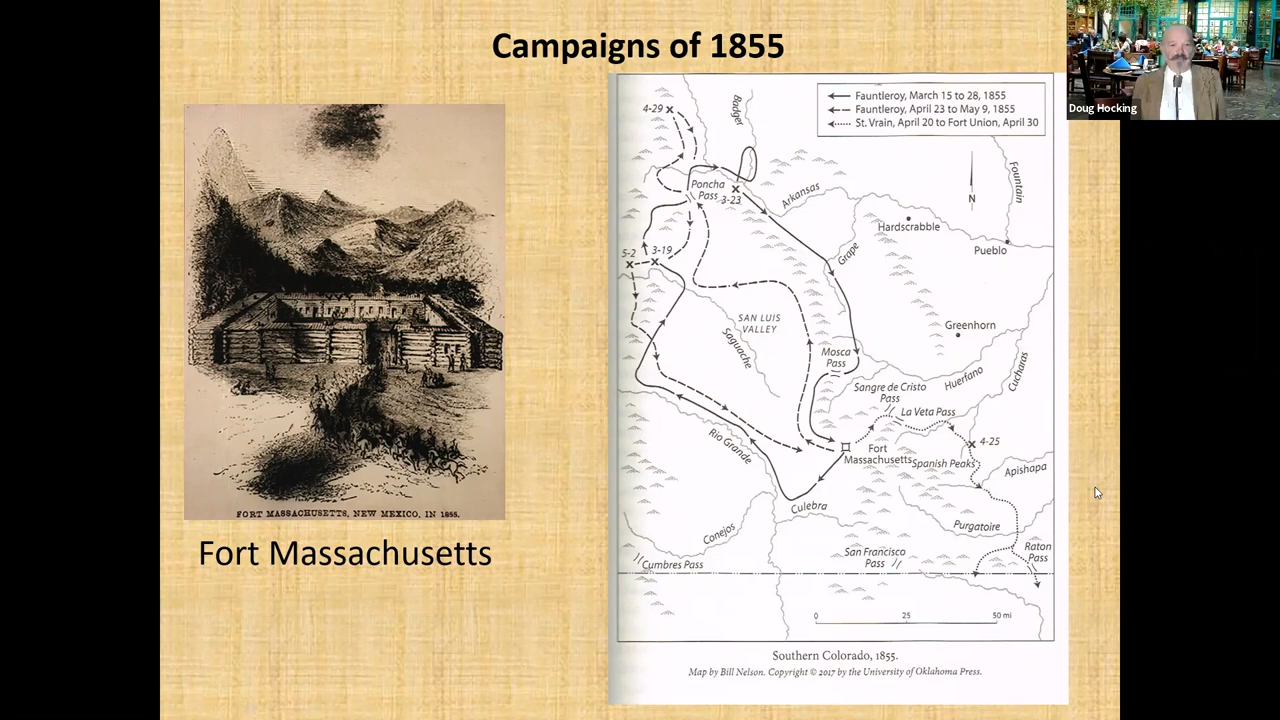 Campaigns of 1855
Doug Hocking
FORT MASSACHUSETTS, NEW MEXICO, IN 1855.
Fort Massachusetts
Fauntleroy, March 15 to 28, 1855
Fauntleroy, April 23 to May 9, 1855
St. Vrain, April 20 to Fort Union, April 30
4-29
Badger
Fountain
Poncha
Pass
3-23
Arkansas
N
Hardscrabble
Pueblo
Grape
5-2
3-19
SAN LUIS
VALLEY
Saguache
Greenhorn
Mosca
Pass
Huerfano
Cucharas
Sangre de Cristo
Pass
La Veta Pass
4-25
Rio Grande
Fort
Massachusetts
Spanish Peaks
Apishapa
Culebra
Conejos
Purgatoire
Cumbres Pass
San Francisco
Pass
Raton
Pass
0 25 50 mi
Southern Colorado, 1855.
Map by Bill Nelson. Copyright © 2017 by the University of Oklahoma Press.